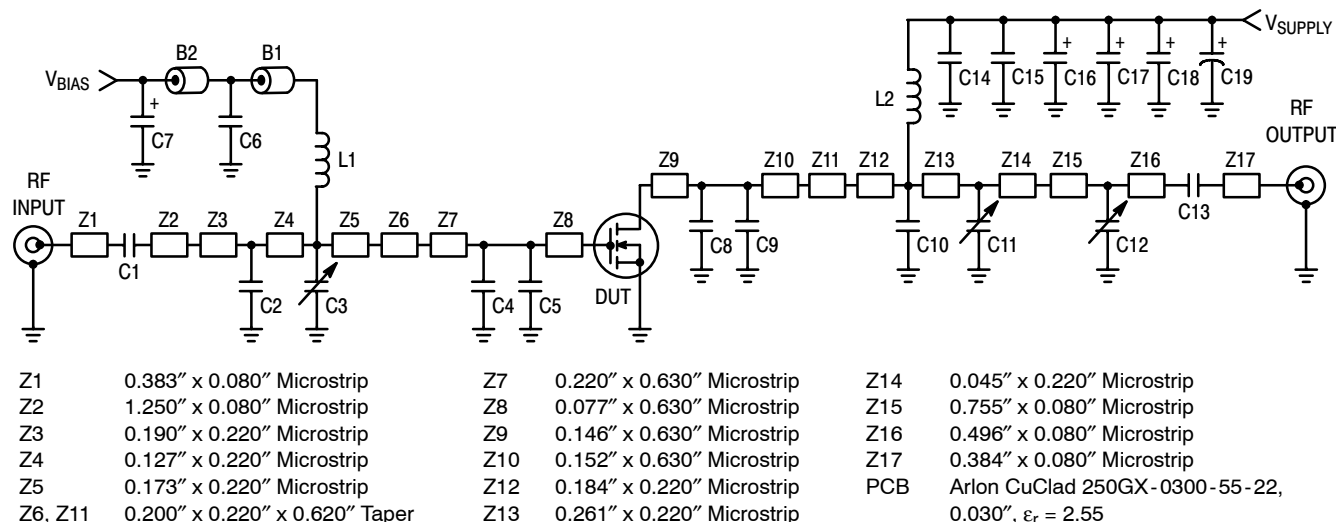 B2
B1
V_BIAS
+
C7
C6
L1
RF
INPUT
Z1
C1
Z2
Z3
Z4
C2
C3
Z5
Z6
Z7
C4
C5
Z8
DUT
Z9
C8
C9
Z10
Z11
Z12
L2
C10
Z13
C11
Z14
Z15
C12
Z16
C13
Z17
C14
C15
+
C16
+
C17
+
C18
+
C19
V_SUPPLY
RF
OUTPUT
Z1 0.383″ x 0.080″ Microstrip
Z2 1.250″ x 0.080″ Microstrip
Z3 0.190″ x 0.220″ Microstrip
Z4 0.127″ x 0.220″ Microstrip
Z5 0.173″ x 0.220″ Microstrip
Z6, Z11 0.200″ x 0.220″ x 0.620″ Taper
Z7 0.220″ x 0.630″ Microstrip
Z8 0.077″ x 0.630″ Microstrip
Z9 0.146″ x 0.630″ Microstrip
Z10 0.152″ x 0.630″ Microstrip
Z12 0.184″ x 0.220″ Microstrip
Z13 0.261″ x 0.220″ Microstrip
Z14 0.045″ x 0.220″ Microstrip
Z15 0.755″ x 0.080″ Microstrip
Z16 0.496″ x 0.080″ Microstrip
Z17 0.384″ x 0.080″ Microstrip
PCB Arlon CuClad 250GX-0300-55-22,
0.030″, εr = 2.55